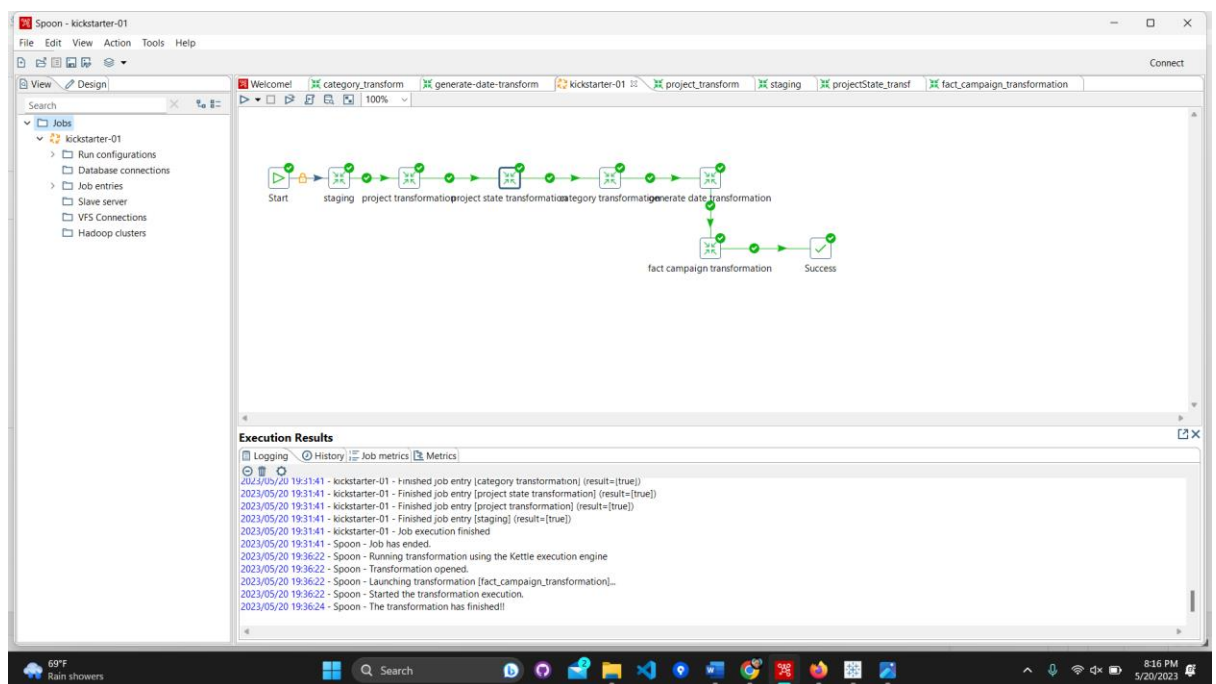 Spoon - kickstarter-01
File Edit View Action Tools Help
Connect
View Design
Welcome! category_transform generate-date-transform kickstarter-01 project_transform staging projectState_transf fact_campaign_transformation
Search
100%
Jobs
kickstarter-01
Run configurations
Database connections
Job entries
Slave server
VFS Connections
Hadoop clusters
Start staging project transformation project state transformation category transformation generate date transformation
fact campaign transformation Success
Execution Results
Logging History Job metrics Metrics
2023/05/20 19:31:41 - kickstarter-01 - Finished job entry [category transformation] (result=[true])
2023/05/20 19:31:41 - kickstarter-01 - Finished job entry [project state transformation] (result=[true])
2023/05/20 19:31:41 - kickstarter-01 - Finished job entry [project transformation] (result=[true])
2023/05/20 19:31:41 - kickstarter-01 - Finished job entry [staging] (result=[true])
2023/05/20 19:31:41 - kickstarter-01 - Job execution finished
2023/05/20 19:31:41 - Spoon - Job has ended.
2023/05/20 19:36:22 - Spoon - Running transformation using the Kettle execution engine
2023/05/20 19:36:22 - Spoon - Transformation opened.
2023/05/20 19:36:22 - Spoon - Launching transformation [fact_campaign_transformation]...
2023/05/20 19:36:22 - Spoon - Started the transformation execution.
2023/05/20 19:36:24 - Spoon - The transformation has finished!!
69°F
Rain showers
Search
8:16 PM
5/20/2023